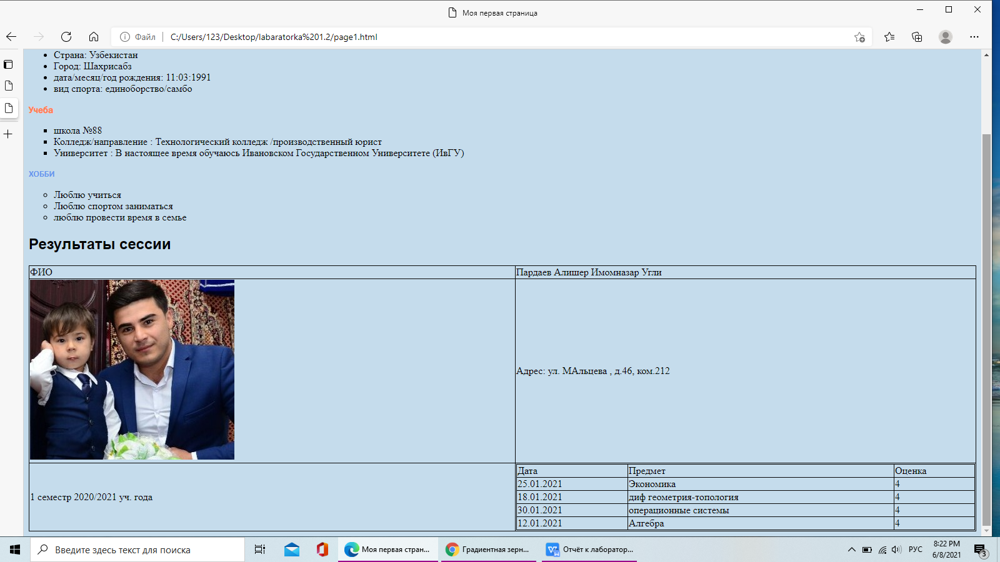 Моя первая страница
Файл
C:/Users/123/Desktop/labaratorka%201.2/page1.html
Страна: Узбекистан
Город: Шахрисабз
дата/месяц/год рождения: 11:03:1991
вид спорта: единоборство/самбо
Учеба
школа №88
Колледж/направление : Технологический колледж /производственный юрист
Университет : В настоящее время обучаюсь Ивановском Государственном Университете (ИвГУ)
ХОББИ
Люблю учиться
Люблю спортом заниматься
люблю провести время в семье
Результаты сессии
ФИО
Пардаев Алишер Имомназар Угли
Адрес: ул. МАльцева , д.46, ком.212
1 семестр 2020/2021 уч. года
Дата Предмет Оценка
25.01.2021 Экономика 4
18.01.2021 диф геометрия-топология 4
30.01.2021 операционные системы 4
12.01.2021 Алгебра 4
Введите здесь текст для поиска
Моя первая стран...
Градиентная зерн...
Отчёт к лаборатор...
РУС
8:22 PM
6/8/2021
3